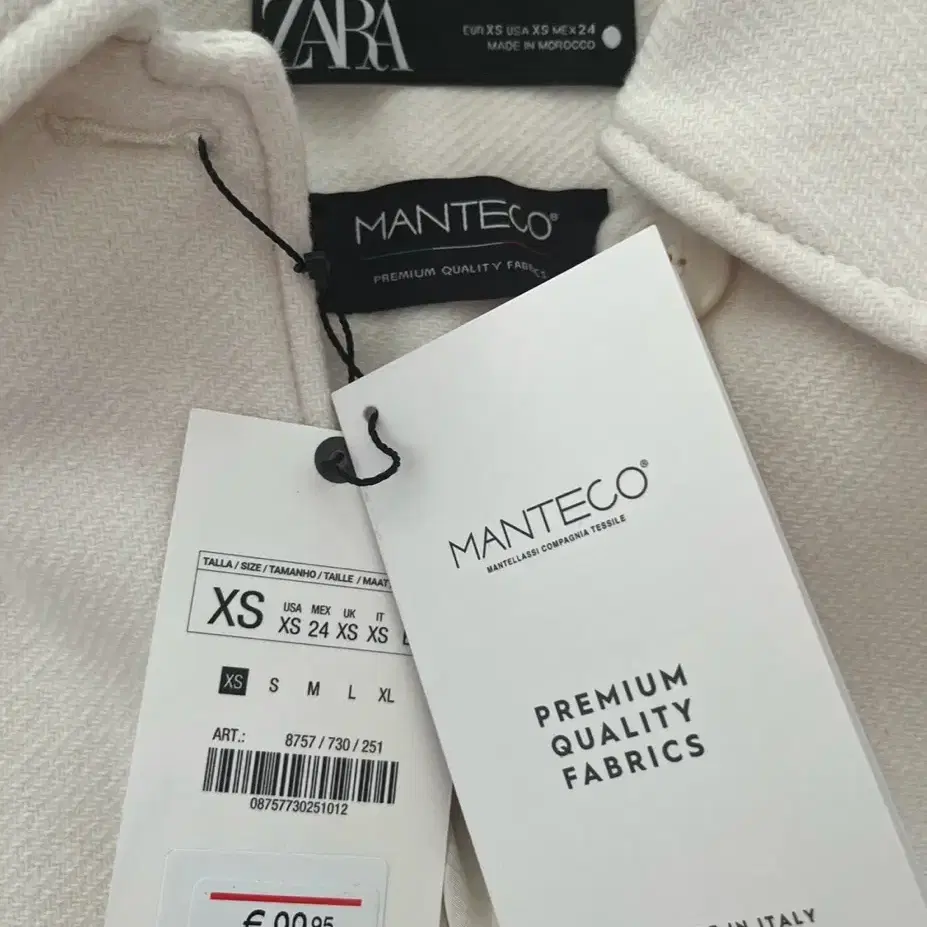 ZARA
EUR XS USA XS MEX 24
MADE IN MOROCCO
MANTECO®
PREMIUM QUALITY FABRICS
MANTECO®
MANTELLASSI COMPAGNIA TESSILE
PREMIUM
QUALITY
FABRICS
IN ITALY
TALLA / SIZE / TAMANHO / TAILLE / MAAT
XS
USA MEX UK IT
XS 24 XS XS
XS S M L XL
ART.: 8757 / 730 / 251
08757730251012